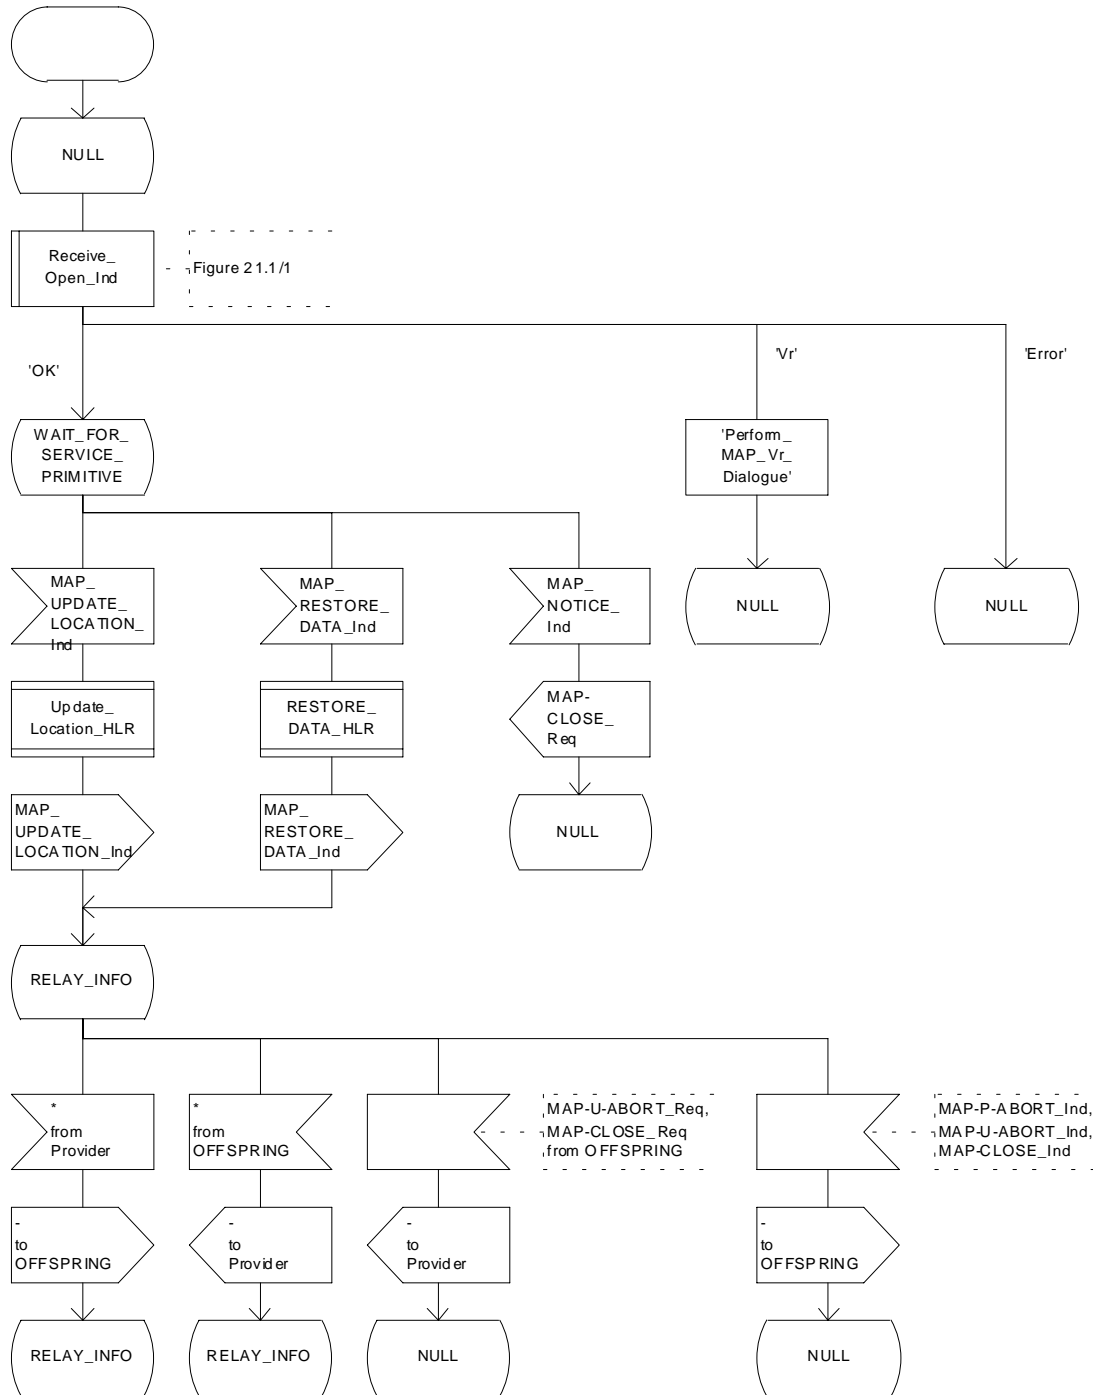 NULL
Receive_
Open_Ind
Figure 21.1/1
'OK'
'Vr'
'Error'
WAIT_FOR_
SERVICE_
PRIMITIVE
'Perform_
MAP_Vr_
Dialogue'
MAP_
UPDATE_
LOCATION_
Ind
MAP_
RESTORE_
DATA_Ind
MAP_
NOTICE_
Ind
NULL
NULL
Update_
Location_HLR
RESTORE_
DATA_HLR
MAP-
CLOSE_
Req
MAP_
UPDATE_
LOCATION_Ind
MAP_
RESTORE_
DATA_Ind
NULL
RELAY_INFO
*
from
Provider
*
from
OFFSPRING
MAP-U-ABORT_Req,
MAP-CLOSE_Req
from OFFSPRING
MAP-P-ABORT_Ind,
MAP-U-ABORT_Ind,
MAP-CLOSE_Ind
-
to
OFFSPRING
-
to
Provider
-
to
Provider
-
to
OFFSPRING
RELAY_INFO
RELAY_INFO
NULL
NULL